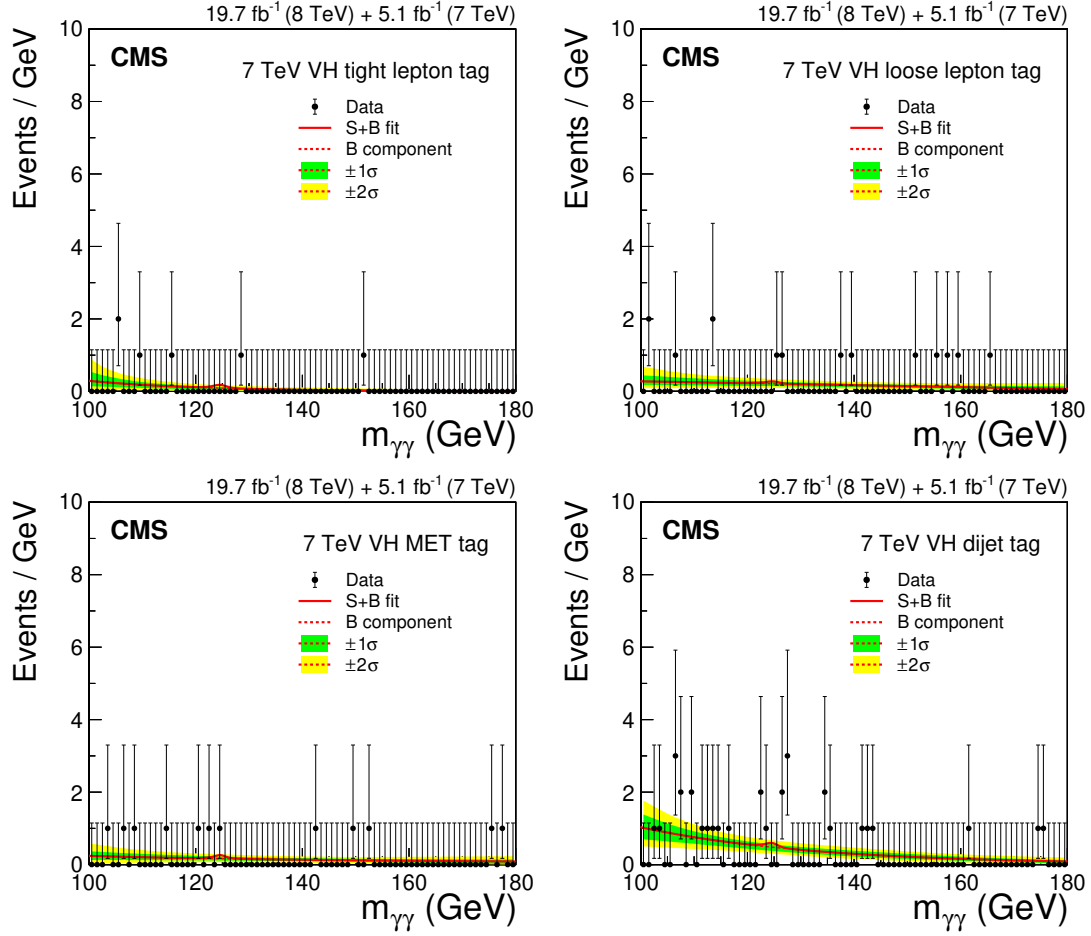 19.7 fb⁻¹ (8 TeV) + 5.1 fb⁻¹ (7 TeV)
CMS
7 TeV VH tight lepton tag
Data
S+B fit
B component
±1σ
±2σ
Events / GeV
10
8
6
4
2
0
100 120 140 160 180
mγγ (GeV)
19.7 fb⁻¹ (8 TeV) + 5.1 fb⁻¹ (7 TeV)
CMS
7 TeV VH loose lepton tag
Data
S+B fit
B component
±1σ
±2σ
Events / GeV
10
8
6
4
2
0
100 120 140 160 180
mγγ (GeV)
19.7 fb⁻¹ (8 TeV) + 5.1 fb⁻¹ (7 TeV)
CMS
7 TeV VH MET tag
Data
S+B fit
B component
±1σ
±2σ
Events / GeV
10
8
6
4
2
0
100 120 140 160 180
mγγ (GeV)
19.7 fb⁻¹ (8 TeV) + 5.1 fb⁻¹ (7 TeV)
CMS
7 TeV VH dijet tag
Data
S+B fit
B component
±1σ
±2σ
Events / GeV
10
8
6
4
2
0
100 120 140 160 180
mγγ (GeV)